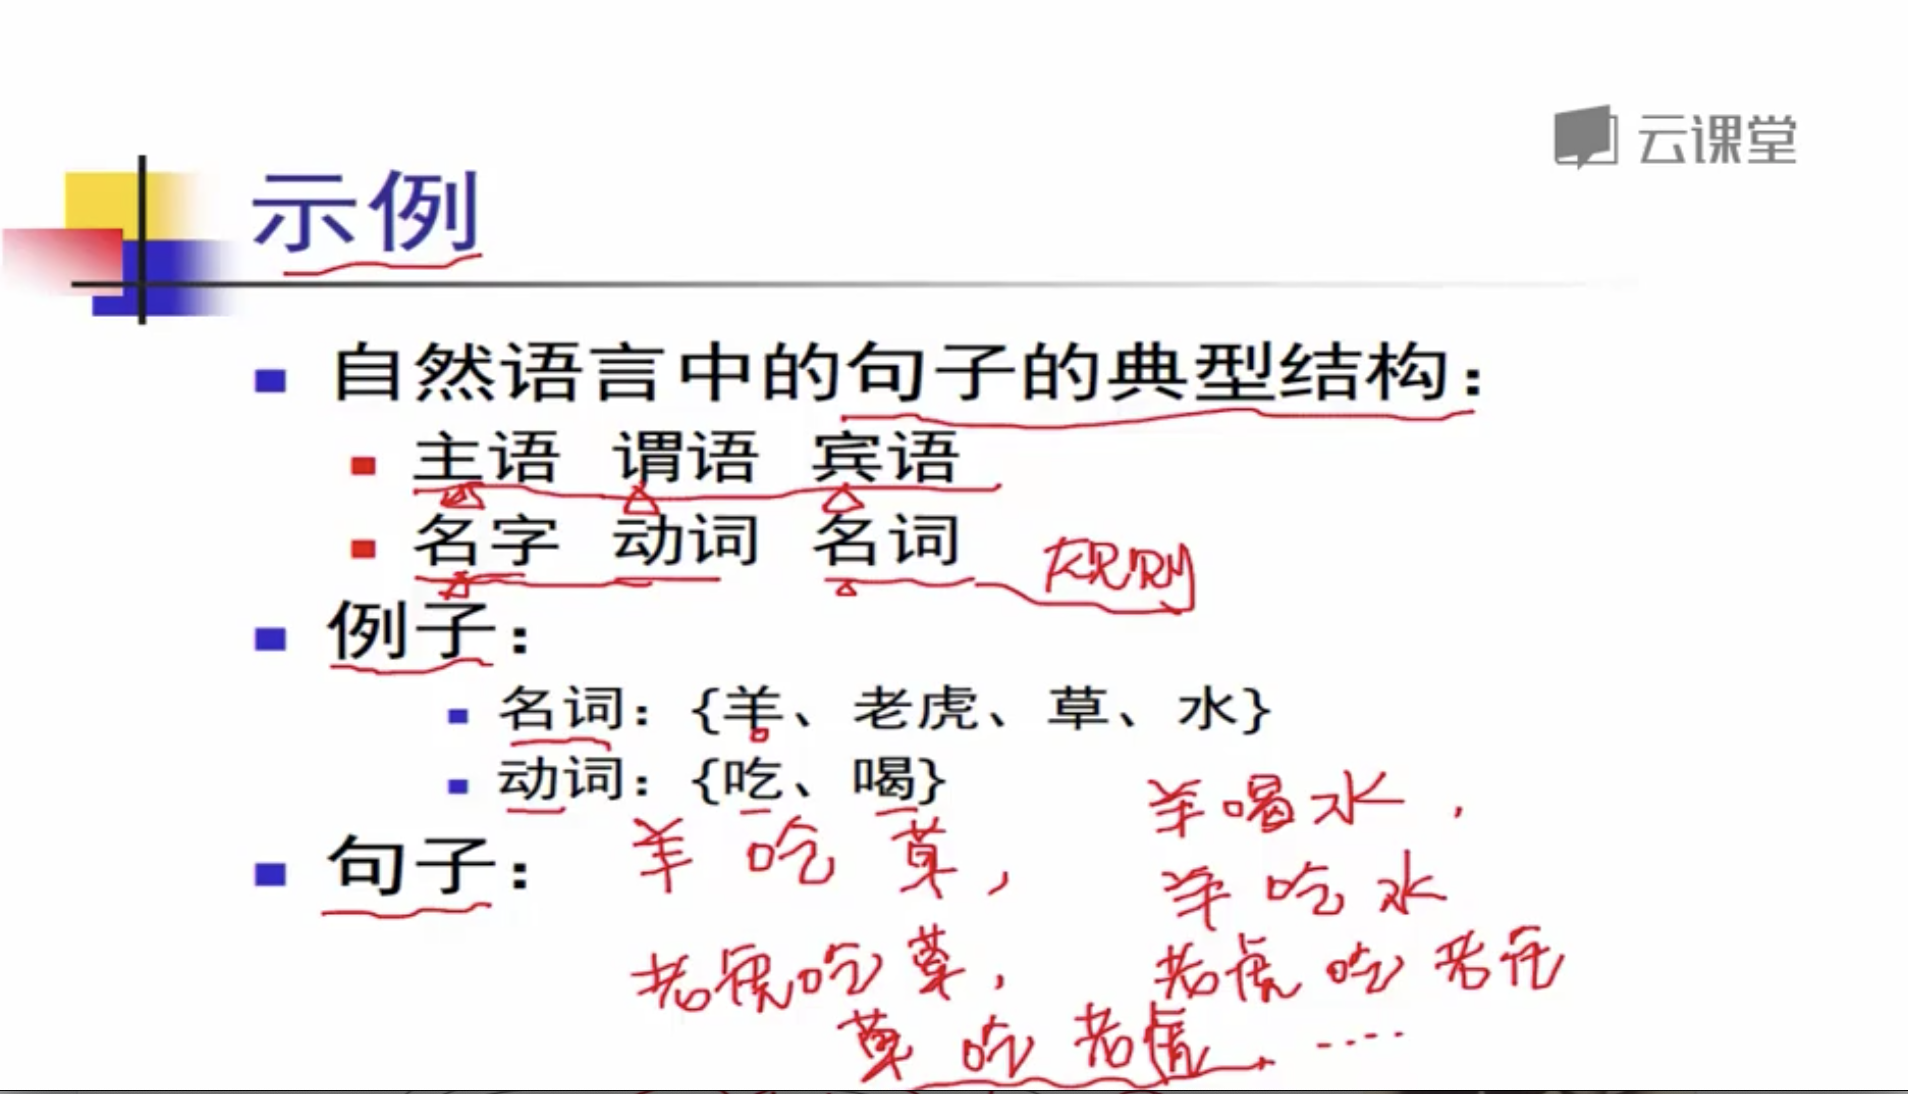 云课堂
示例
自然语言中的句子的典型结构：
主语 谓语 宾语
名字 动词 名词
规则
例子：
名词：{羊、老虎、草、水}
动词：{吃、喝}
句子：
羊 吃 草，
羊喝水，
羊吃水
老虎吃草，
老虎吃老虎
草吃老虎，……